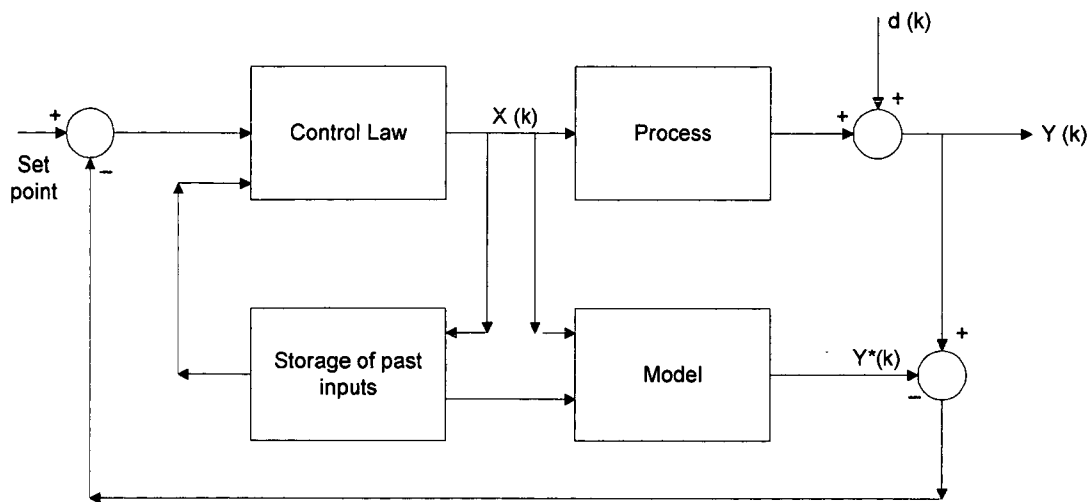 d (k)
+
+
X (k)
Control Law
Process
+
Y (k)
Set
point
−
+
Storage of past
inputs
Model
Y*(k)
−